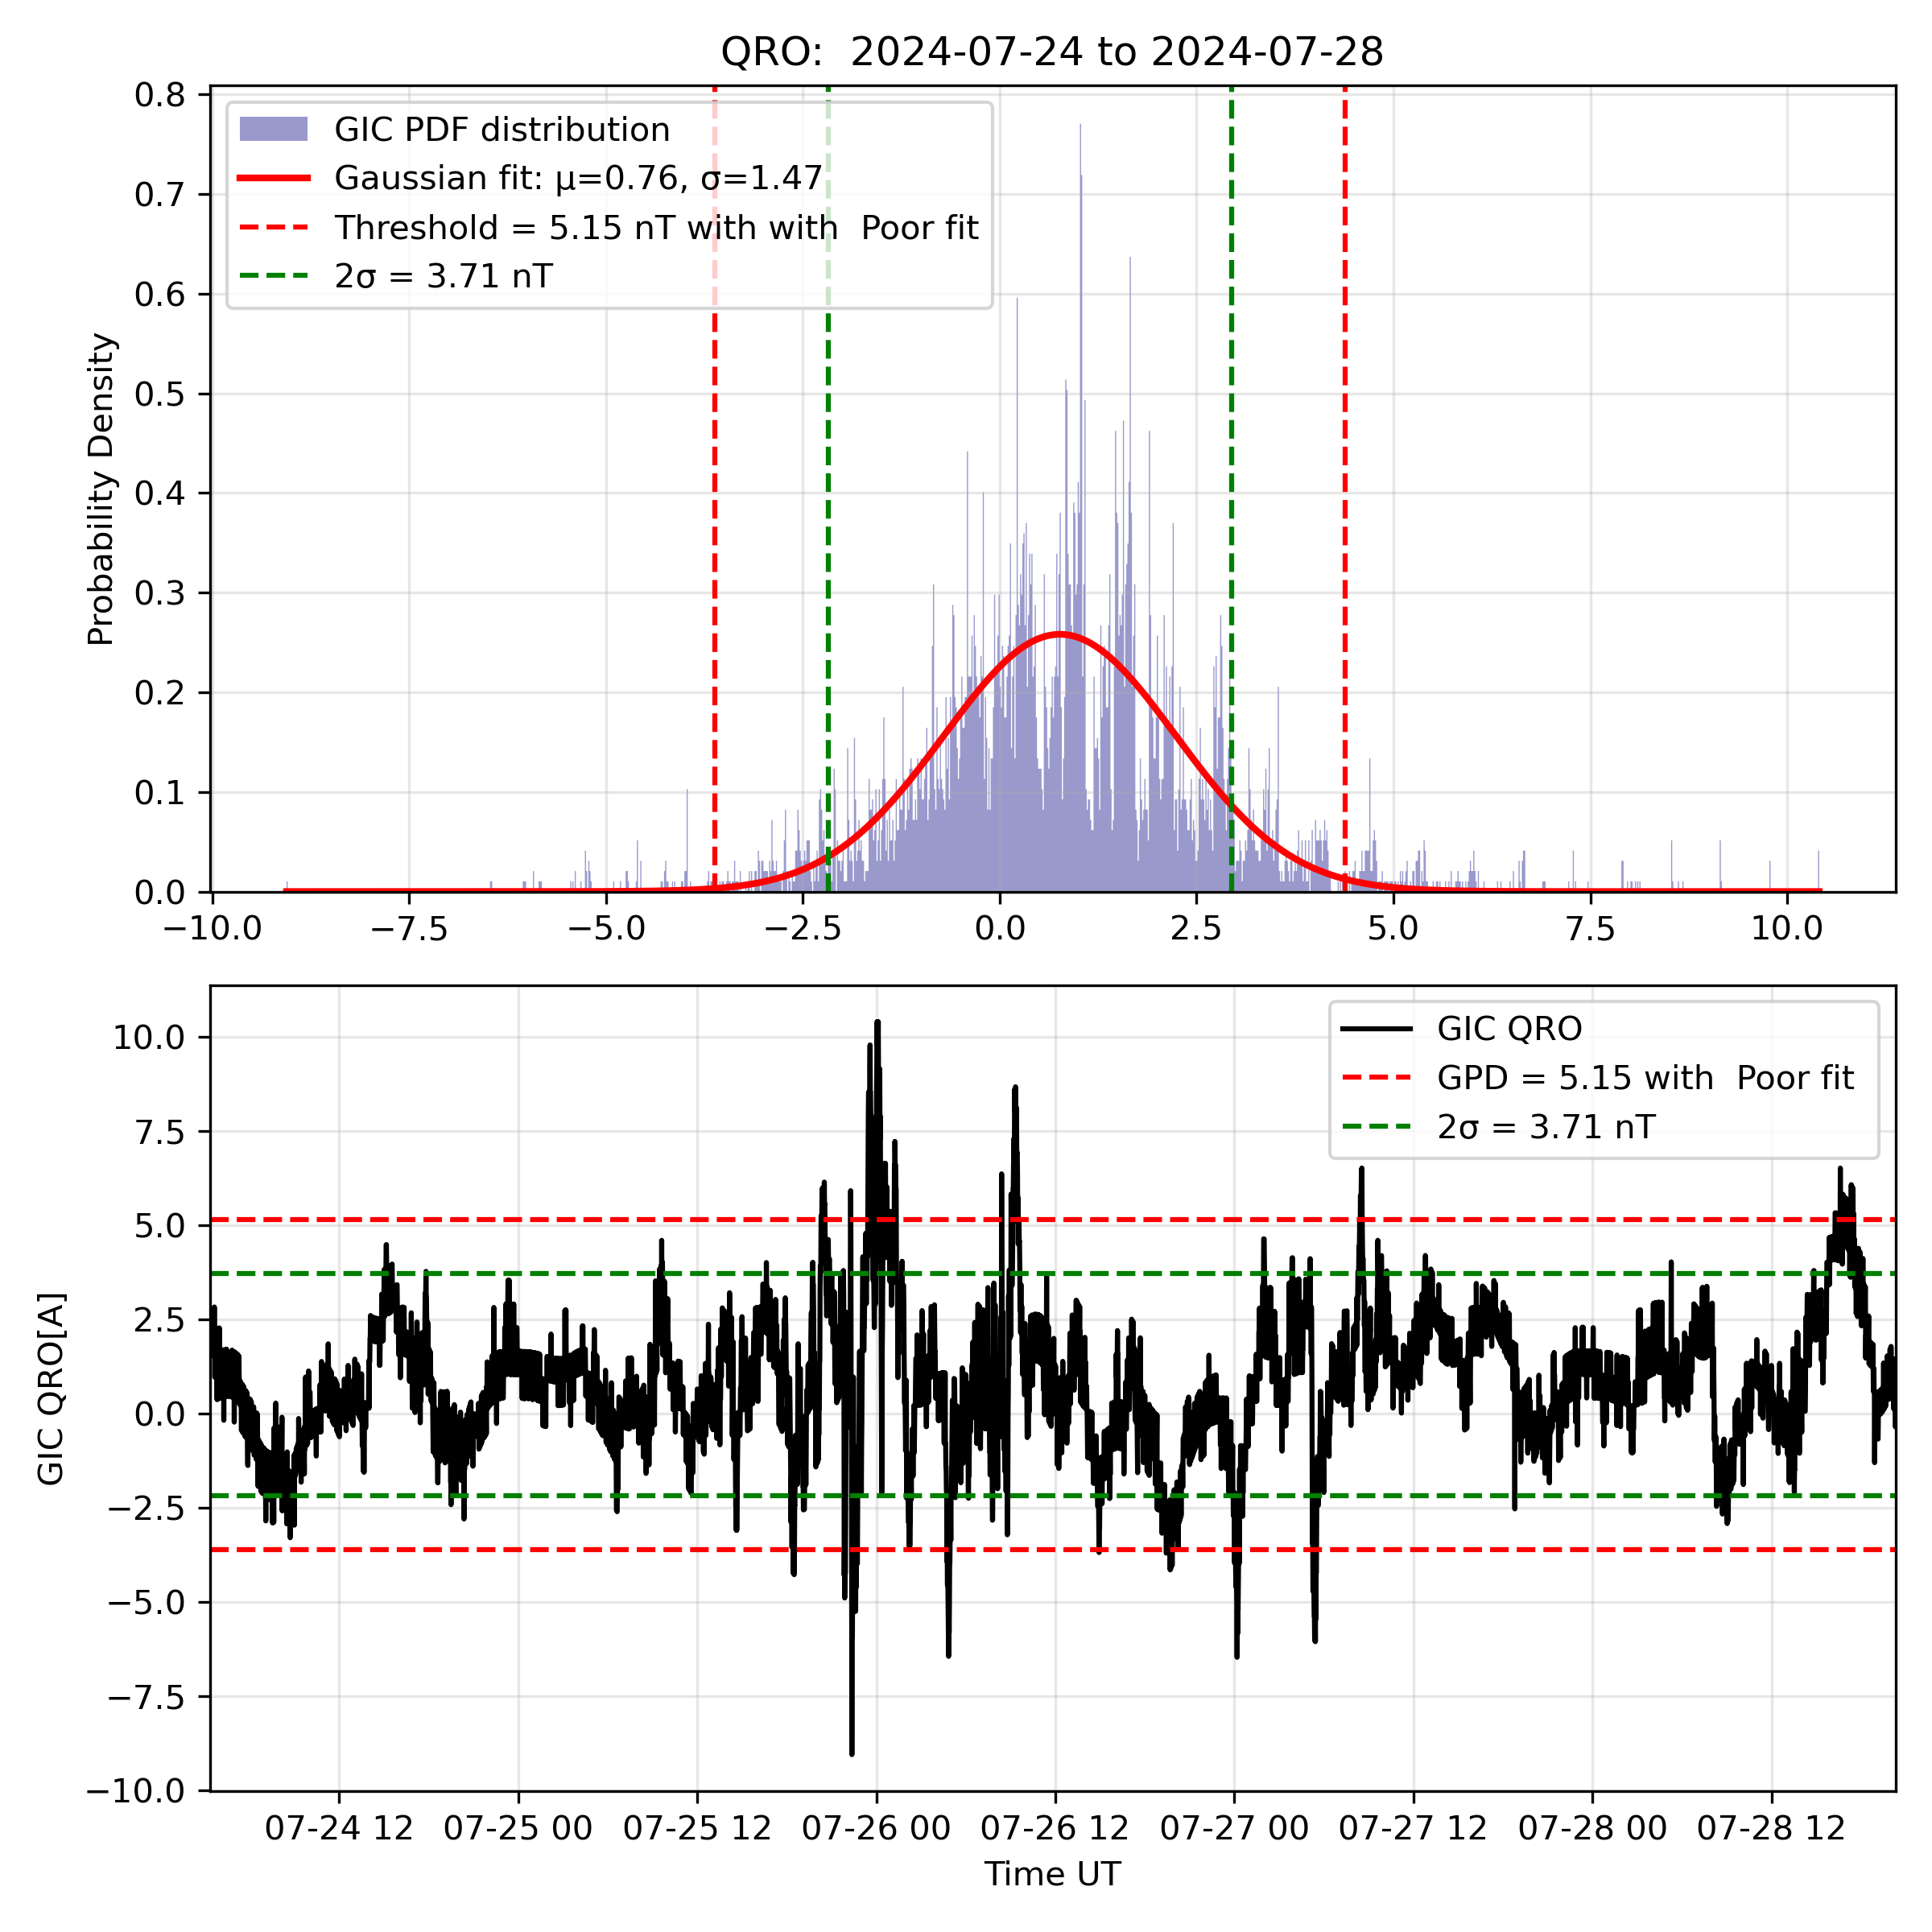 QRO:  2024-07-24 to 2024-07-28
0.8
0.7
0.6
0.5
0.4
0.3
0.2
0.1
0.0
Probability Density
GIC PDF distribution
Gaussian fit: μ=0.76, σ=1.47
Threshold = 5.15 nT with with  Poor fit
2σ = 3.71 nT
−10.0 −7.5 −5.0 −2.5 0.0 2.5 5.0 7.5 10.0
10.0
7.5
5.0
2.5
0.0
−2.5
−5.0
−7.5
−10.0
GIC QRO[A]
GIC QRO
GPD = 5.15 with  Poor fit
2σ = 3.71 nT
07-24 12 07-25 00 07-25 12 07-26 00 07-26 12 07-27 00 07-27 12 07-28 00 07-28 12
Time UT